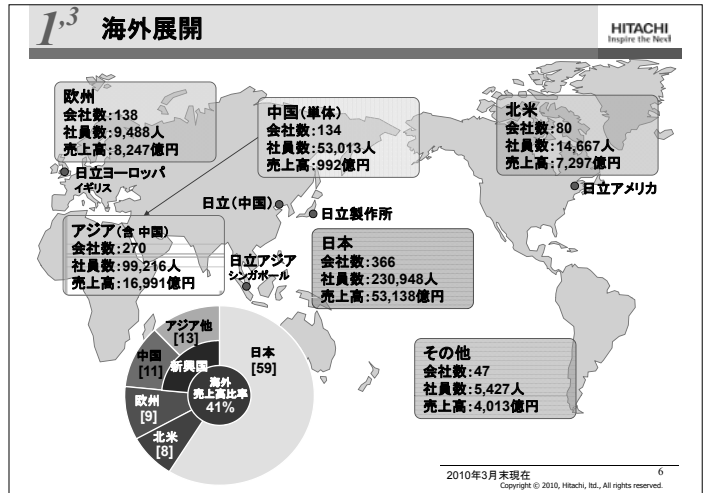 1,3 海外展開
HITACHI
Inspire the Next
欧州
会社数:138
社員数:9,488人
売上高:8,247億円
中国(単体)
会社数:134
社員数:53,013人
売上高:992億円
北米
会社数:80
社員数:14,667人
売上高:7,297億円
日立ヨーロッパ
イギリス
日立(中国)
日立製作所
日立アメリカ
アジア(含 中国)
会社数:270
社員数:99,216人
売上高:16,991億円
日立アジア
シンガポール
日本
会社数:366
社員数:230,948人
売上高:53,138億円
アジア他
[13]
中国
[11]
新興国
日本
[59]
海外
売上高比率
41%
欧州
[9]
北米
[8]
その他
会社数:47
社員数:5,427人
売上高:4,013億円
2010年3月末現在
6
Copyright © 2010, Hitachi, ltd., All rights reserved.